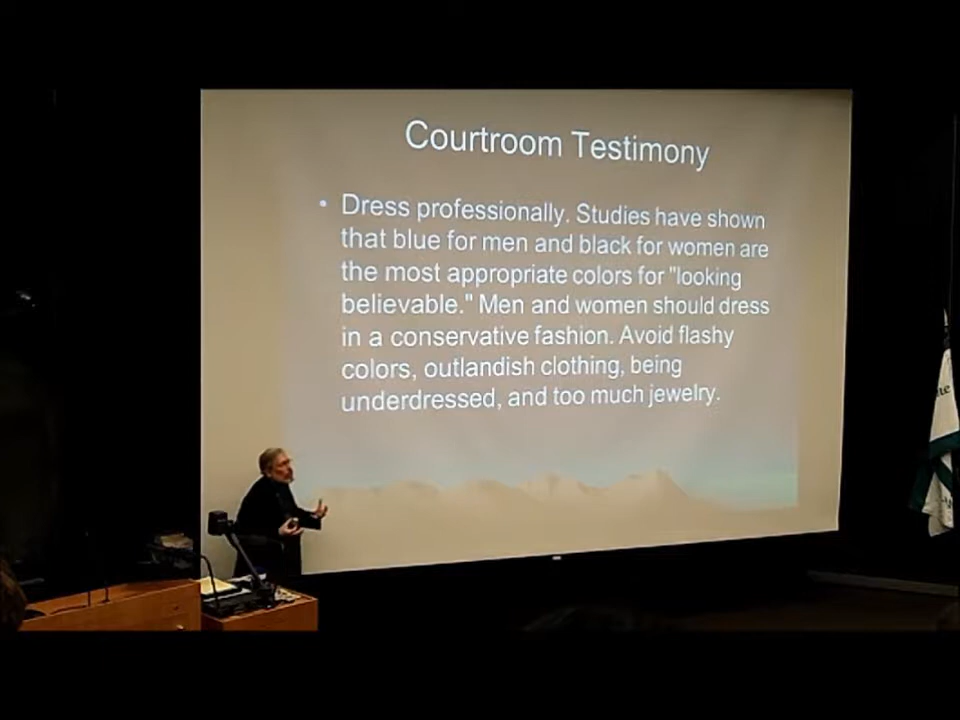 Courtroom Testimony
• Dress professionally. Studies have shown
that blue for men and black for women are
the most appropriate colors for "looking
believable." Men and women should dress
in a conservative fashion. Avoid flashy
colors, outlandish clothing, being
underdressed, and too much jewelry.